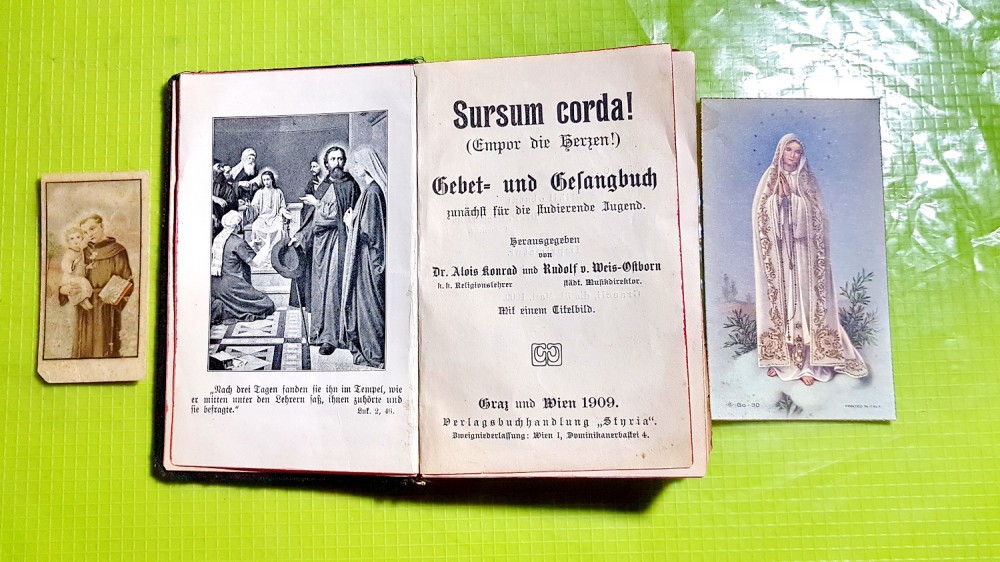 „Nach drei Tagen fanden sie ihn im Tempel, wie
er mitten unter den Lehrern saß, ihnen zuhörte und
sie befragte.“ Luk. 2, 46.
Sursum corda!
(Empor die Herzen!)
Gebet- und Gesangbuch
zunächst für die studierende Jugend.
Herausgegeben
von
Dr. Alois Konrad und Rudolf v. Weis-Ostborn
k. k. Religionslehrer städt. Musikdirektor.
Mit einem Titelbild.
Graz und Wien 1909.
Verlagsbuchhandlung „Styria“.
Zweigniederlassung: Wien I, Dominikanerbastei 4.
PRINTED IN ITALY